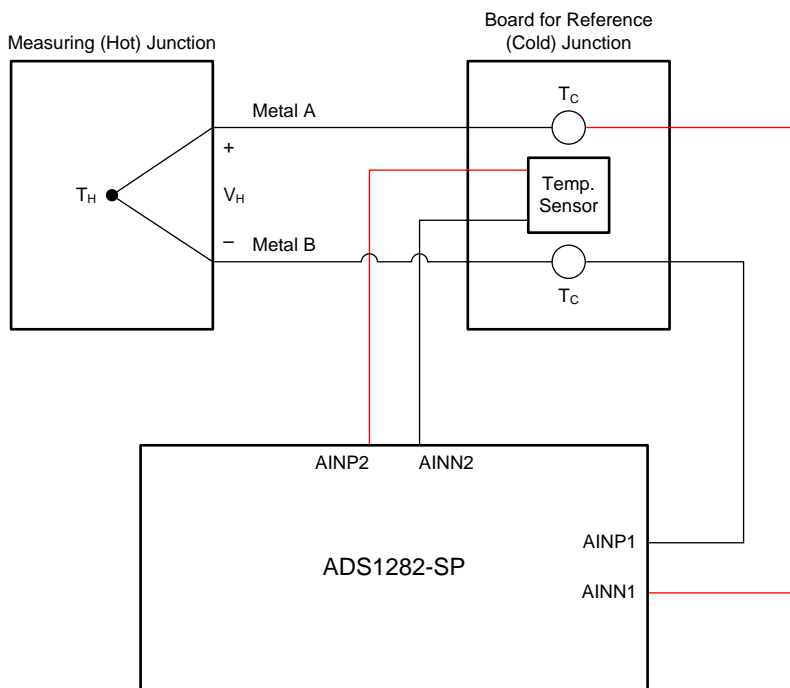 Board for Reference
(Cold) Junction
Measuring (Hot) Junction
Metal A
T_C
+
T_H
V_H
Temp.
Sensor
–
Metal B
T_C
AINP2
AINN2
AINP1
ADS1282-SP
AINN1